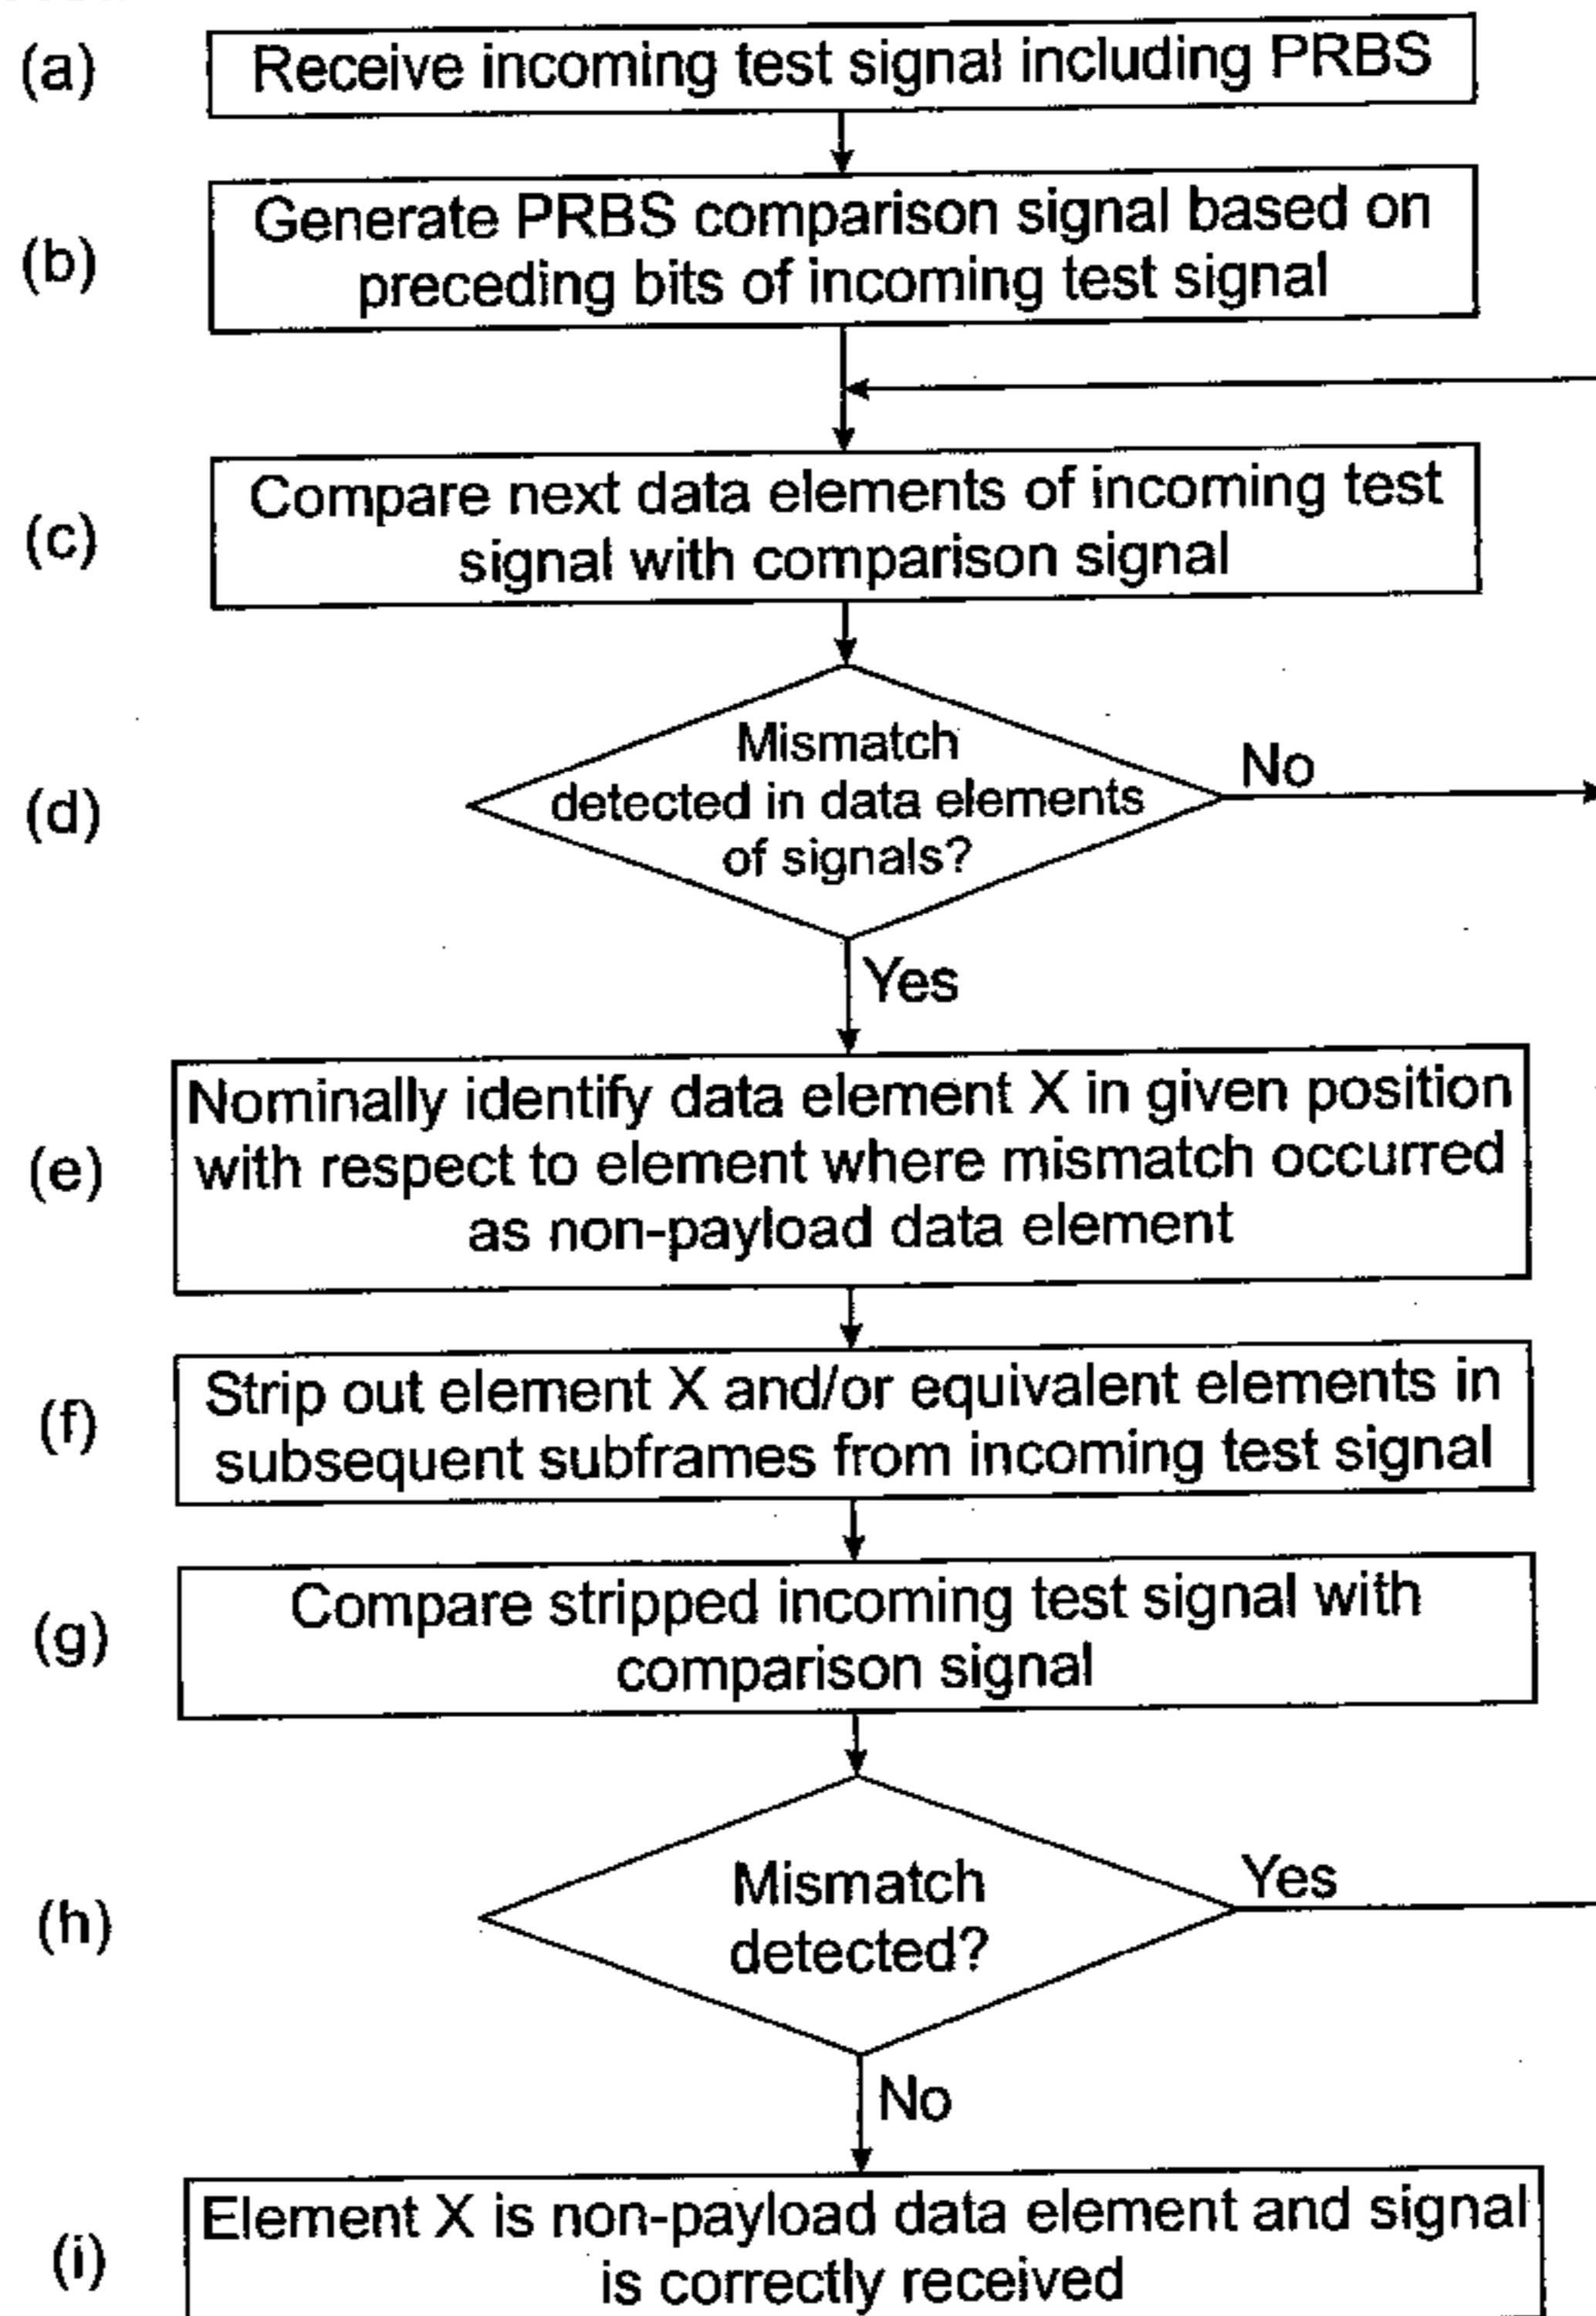 (a)
Receive incoming test signal including PRBS
(b)
Generate PRBS comparison signal based on
preceding bits of incoming test signal
(c)
Compare next data elements of incoming test
signal with comparison signal
(d)
Mismatch
detected in data elements
of signals?
No
Yes
(e)
Nominally identify data element X in given position
with respect to element where mismatch occurred
as non-payload data element
(f)
Strip out element X and/or equivalent elements in
subsequent subframes from incoming test signal
(g)
Compare stripped incoming test signal with
comparison signal
(h)
Mismatch
detected?
Yes
No
(i)
Element X is non-payload data element and signal
is correctly received